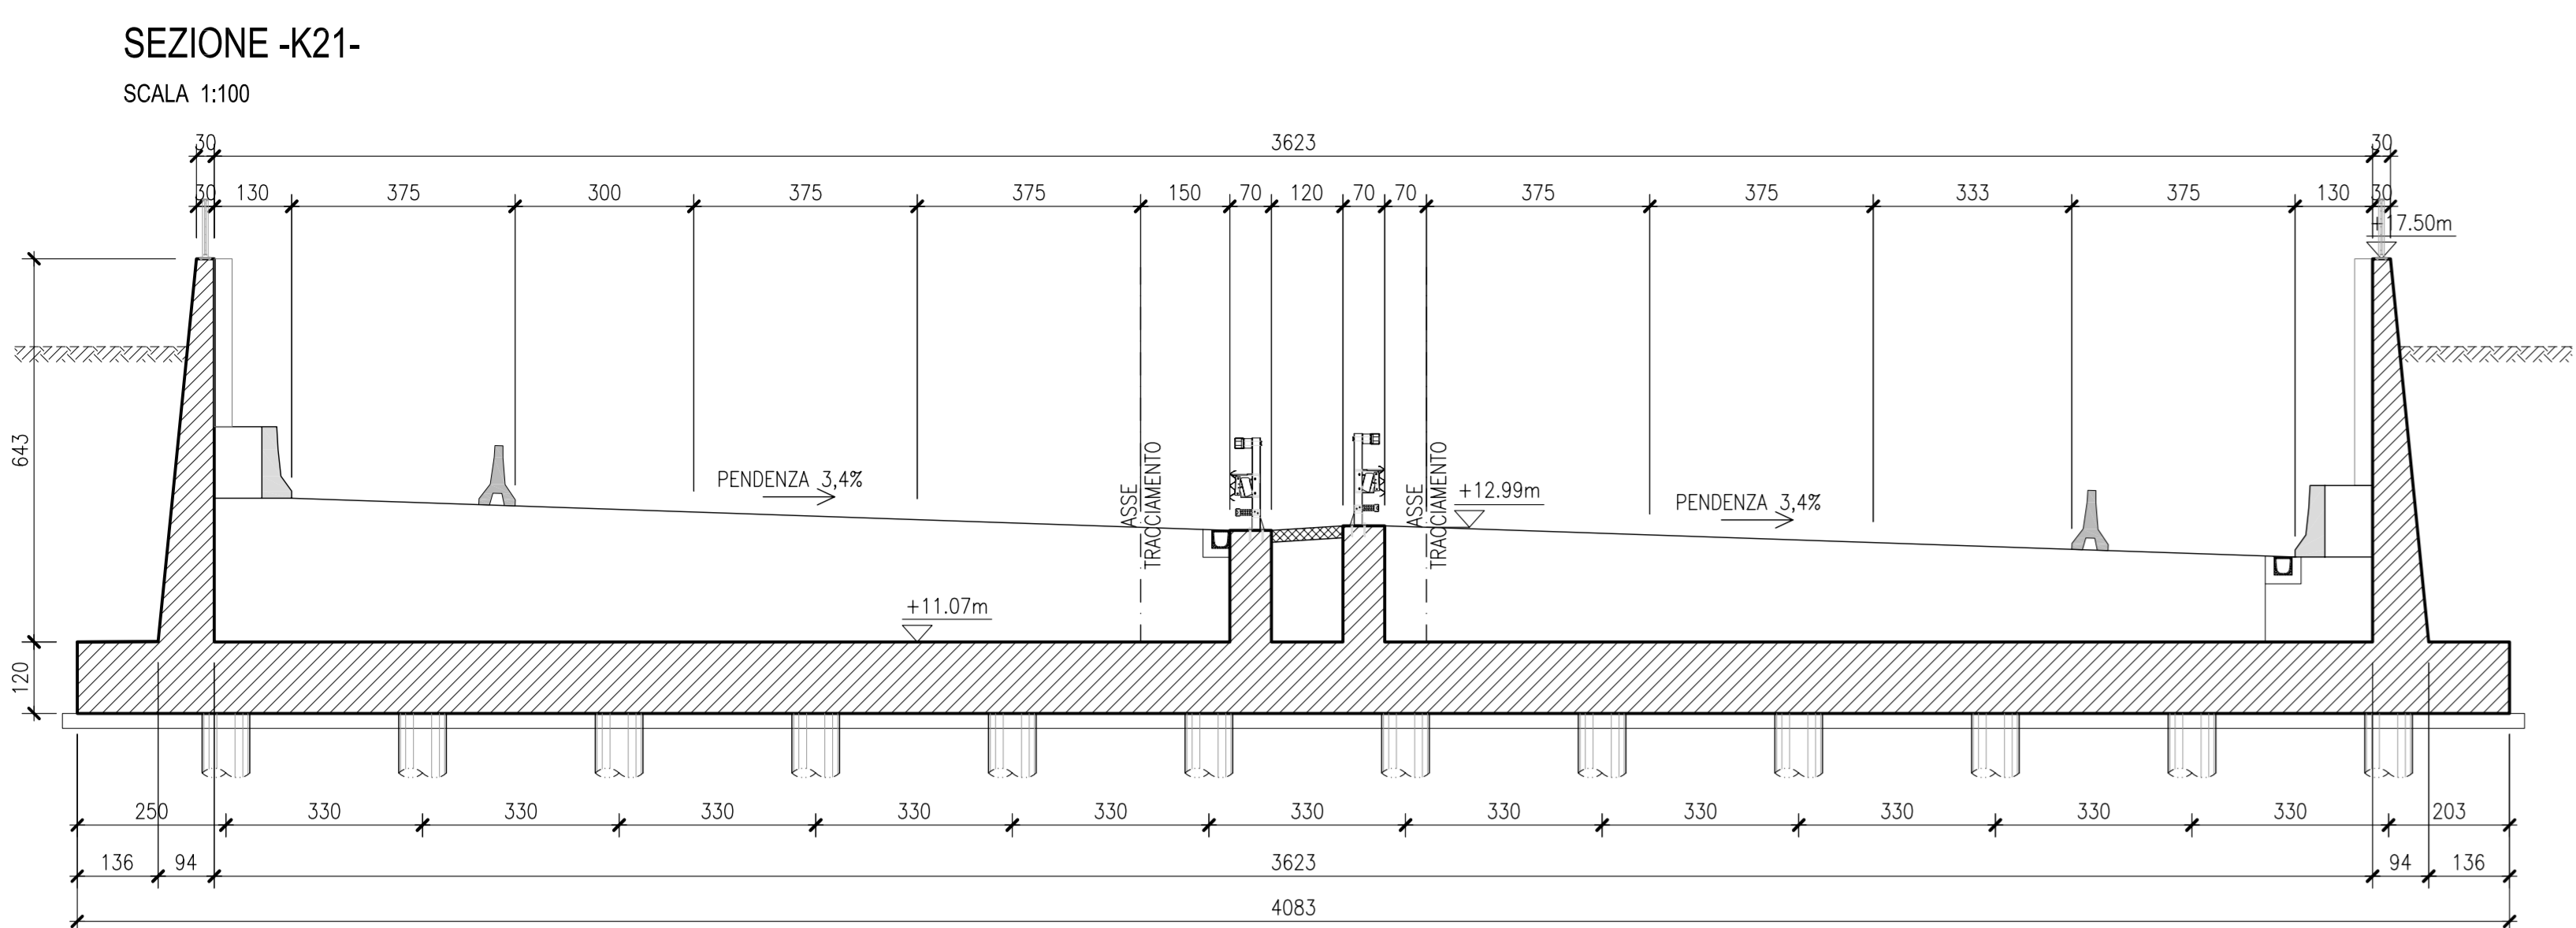 SEZIONE -K21-
SCALA 1:100
30 3623 30
30 130 375 300 375 375 150 70 120 70 70 375 375 333 375 130 30
+17.50m
643
PENDENZA 3,4%
ASSE
TRACCIAMENTO
ASSE
TRACCIAMENTO
+12.99m
PENDENZA 3,4%
+11.07m
120
250 330 330 330 330 330 330 330 330 330 330 330 203
136 94 3623 94 136
4083